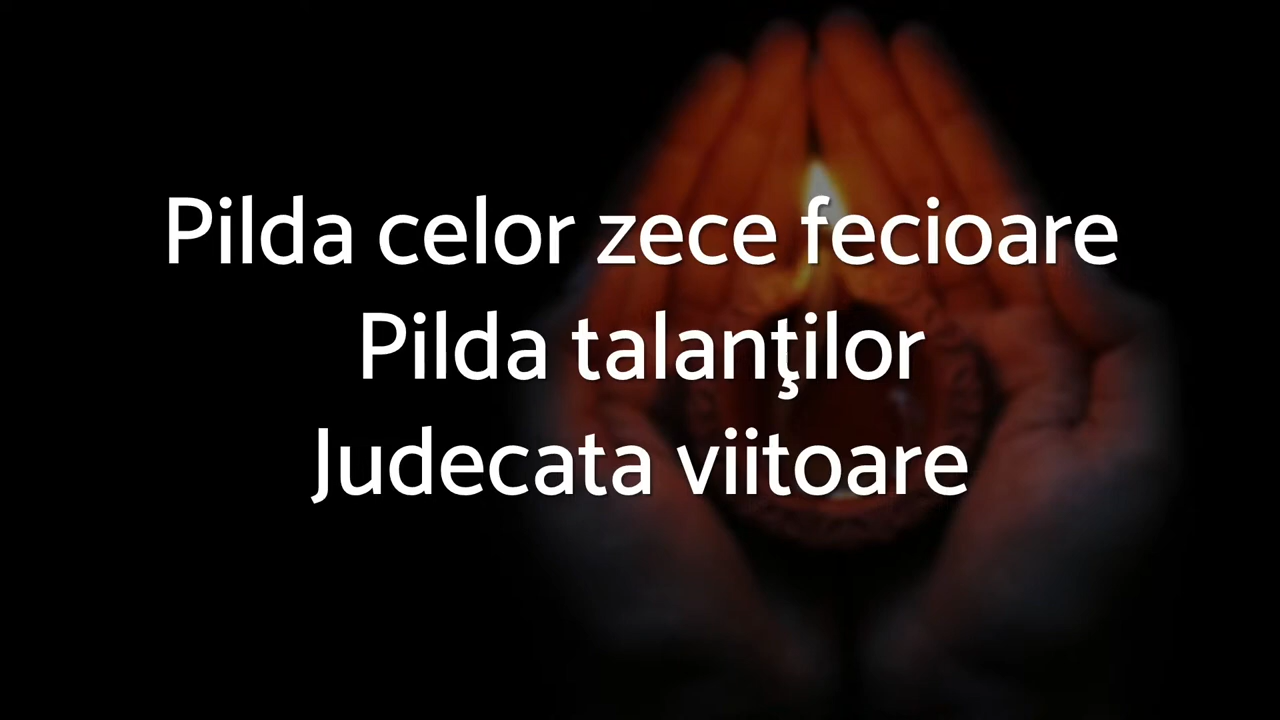 Pilda celor zece fecioare
Pilda talanţilor
Judecata viitoare